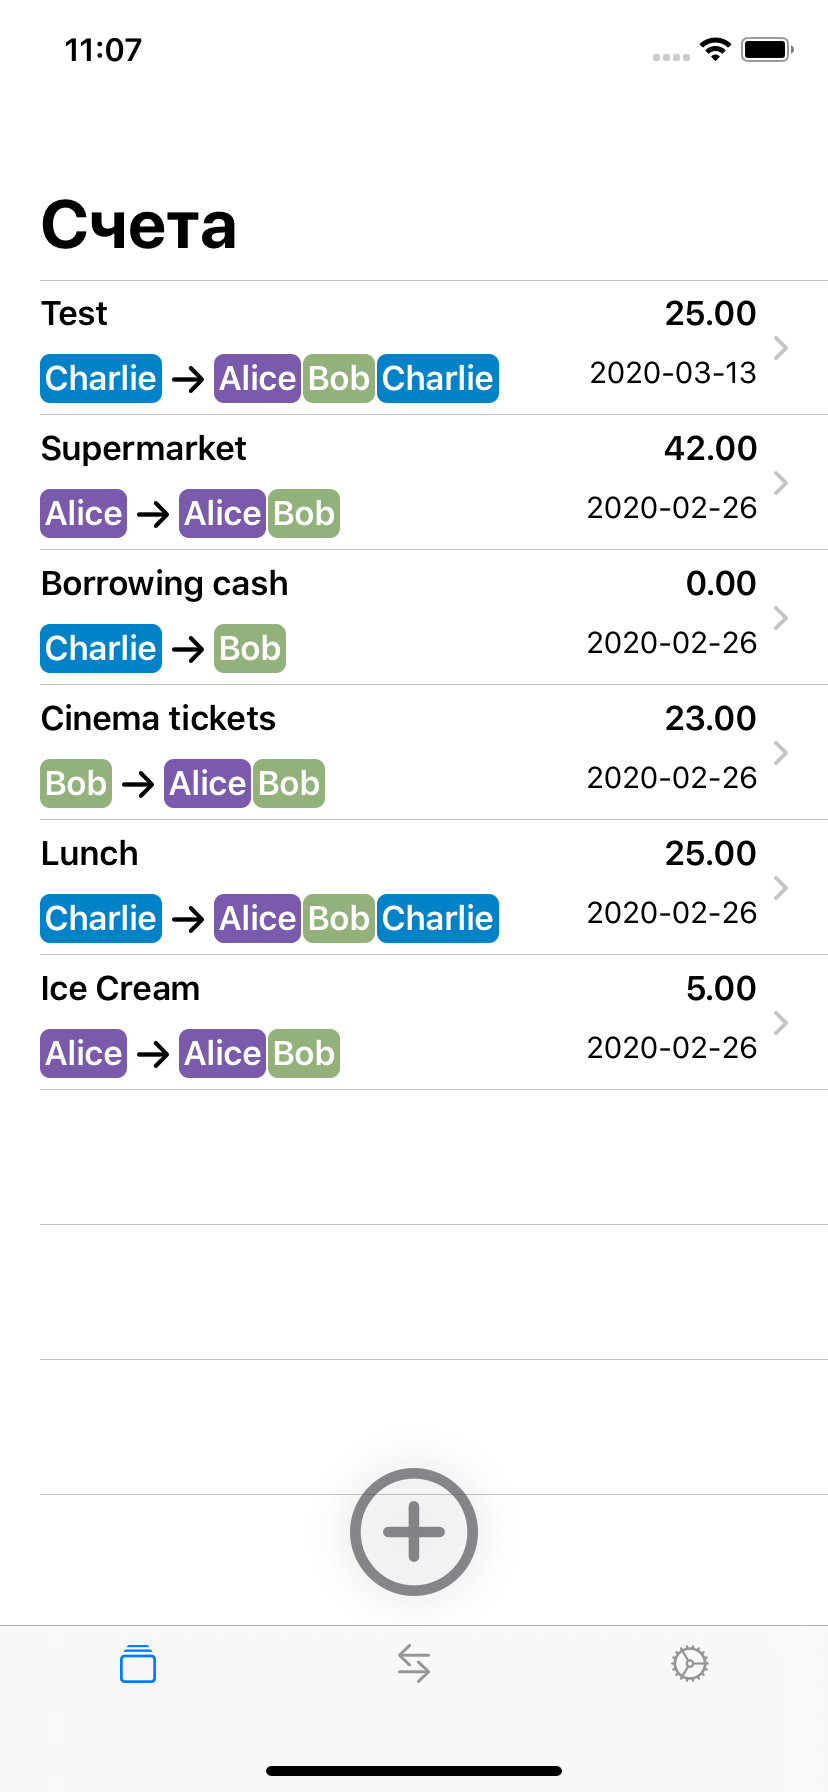 11:07
Счета
Test 25.00
Charlie → Alice Bob Charlie 2020-03-13
Supermarket 42.00
Alice → Alice Bob 2020-02-26
Borrowing cash 0.00
Charlie → Bob 2020-02-26
Cinema tickets 23.00
Bob → Alice Bob 2020-02-26
Lunch 25.00
Charlie → Alice Bob Charlie 2020-02-26
Ice Cream 5.00
Alice → Alice Bob 2020-02-26